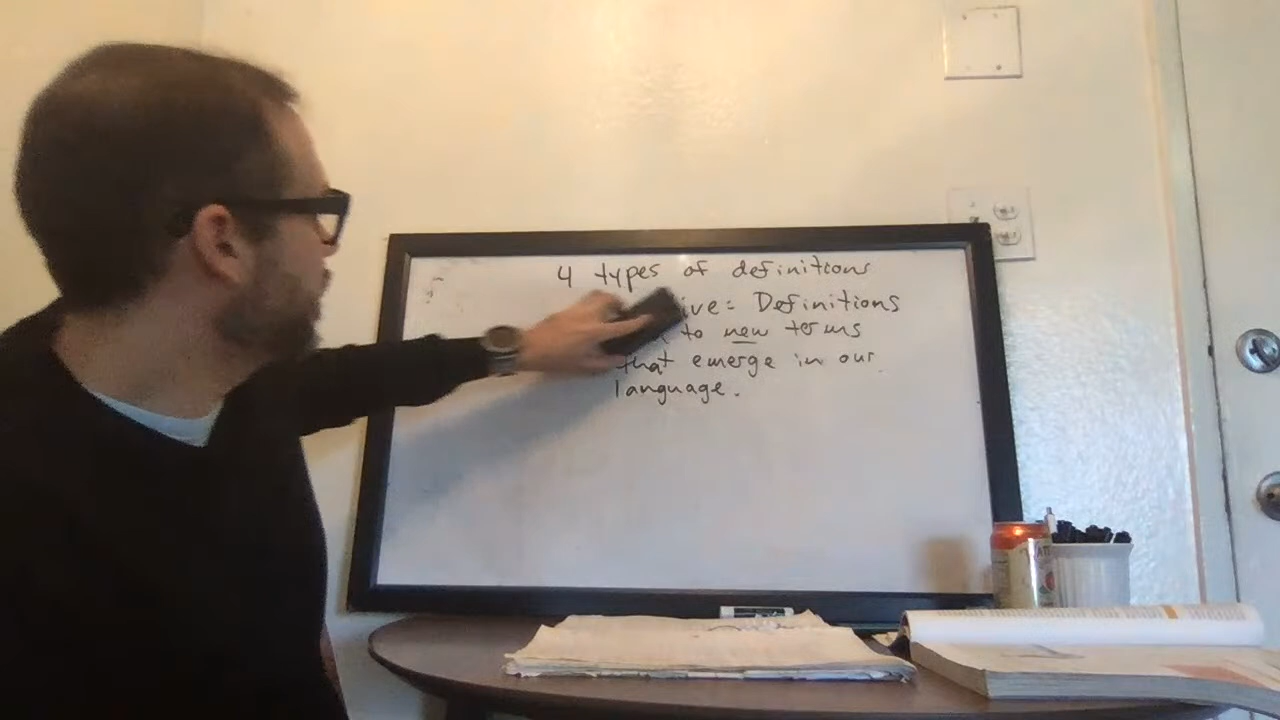 4 types of definitions
ive: Definitions
to new terms
that emerge in our
language.